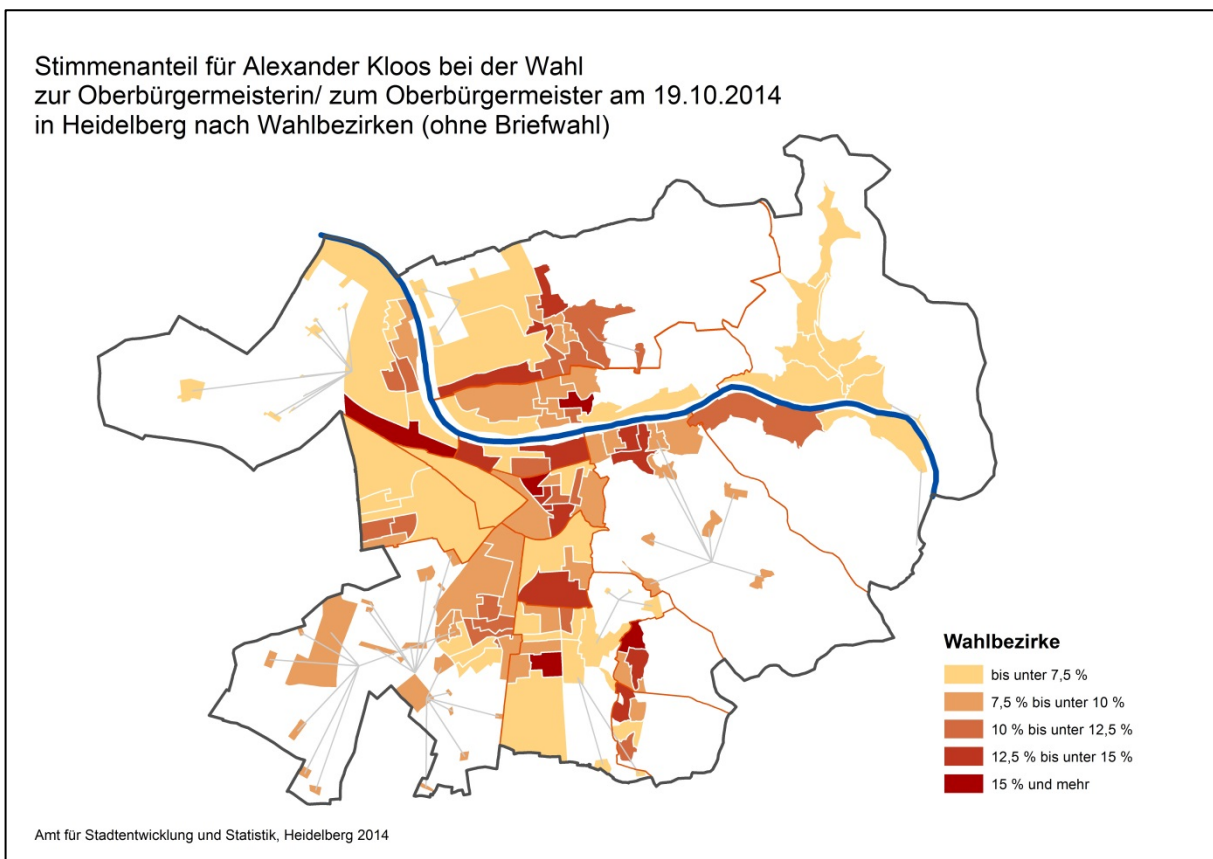 Stimmenanteil für Alexander Kloos bei der Wahl
zur Oberbürgermeisterin/ zum Oberbürgermeister am 19.10.2014
in Heidelberg nach Wahlbezirken (ohne Briefwahl)
Wahlbezirke
bis unter 7,5 %
7,5 % bis unter 10 %
10 % bis unter 12,5 %
12,5 % bis unter 15 %
15 % und mehr
Amt für Stadtentwicklung und Statistik, Heidelberg 2014